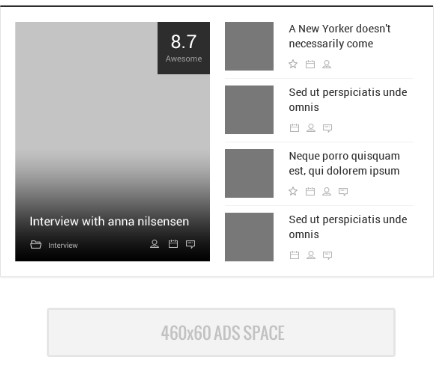 8.7
Awesome
Interview with anna nilsensen
Interview
A New Yorker doesn't
necessarily come
Sed ut perspiciatis unde
omnis
Neque porro quisquam
est, qui dolorem ipsum
Sed ut perspiciatis unde
omnis
460x60 ADS SPACE